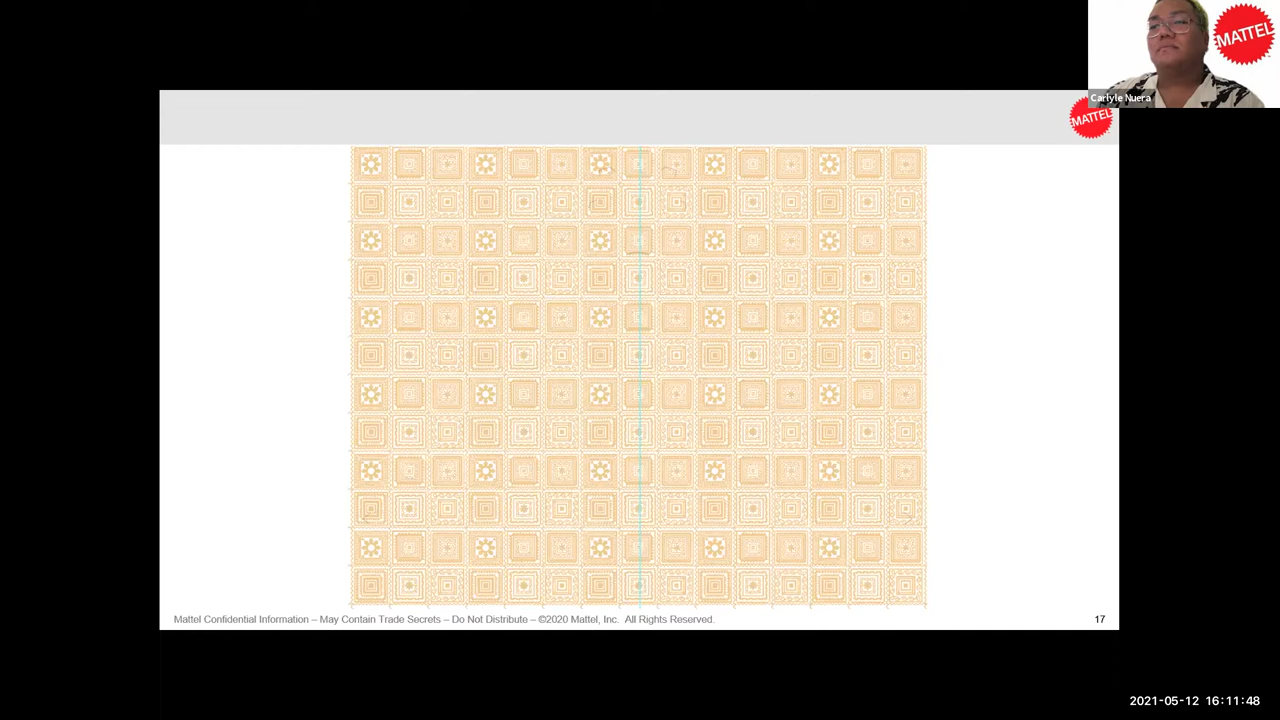 MATTEL
Carlyle Nuera
MATTEL
Mattel Confidential Information – May Contain Trade Secrets – Do Not Distribute – ©2020 Mattel, Inc.  All Rights Reserved.
17
2021-05-12 16:11:48